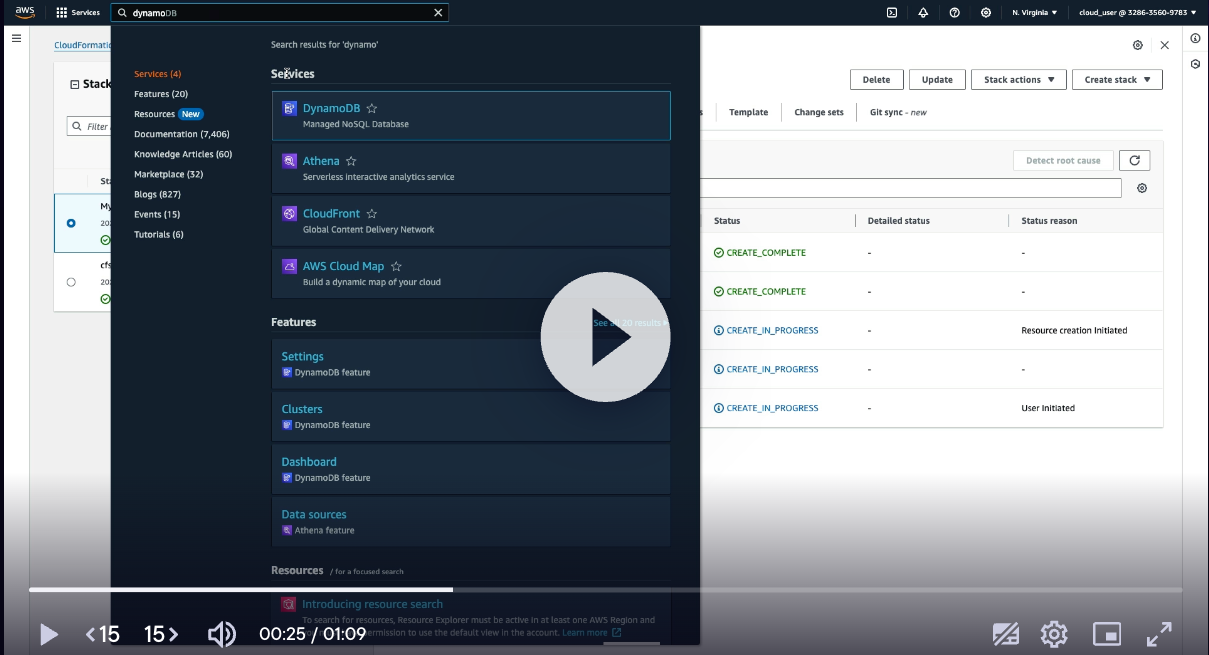 aws
Services
dynamoDB
N. Virginia
cloud_user @ 3286-3560-9783
CloudFormatio
Stack
Filter
Search results for 'dynamo'
Services (4)
Features (20)
Resources New
Documentation (7,406)
Knowledge Articles (60)
Marketplace (32)
Blogs (827)
Events (15)
Tutorials (6)
Services
DynamoDB
Managed NoSQL Database
Athena
Serverless interactive analytics service
CloudFront
Global Content Delivery Network
AWS Cloud Map
Build a dynamic map of your cloud
Features
See all 20 results
Settings
DynamoDB feature
Clusters
DynamoDB feature
Dashboard
DynamoDB feature
Data sources
Athena feature
Resources / for a focused search
Introducing resource search
To search for resources, Resource Explorer must be active in at least one AWS Region and
permission to use the default view in the account. Learn more
Delete
Update
Stack actions
Create stack
Template
Change sets
Git sync - new
Detect root cause
Status
Detailed status
Status reason
CREATE_COMPLETE - -
CREATE_COMPLETE - -
CREATE_IN_PROGRESS - Resource creation Initiated
CREATE_IN_PROGRESS - -
CREATE_IN_PROGRESS - User Initiated
15
15
00:25 / 01:09